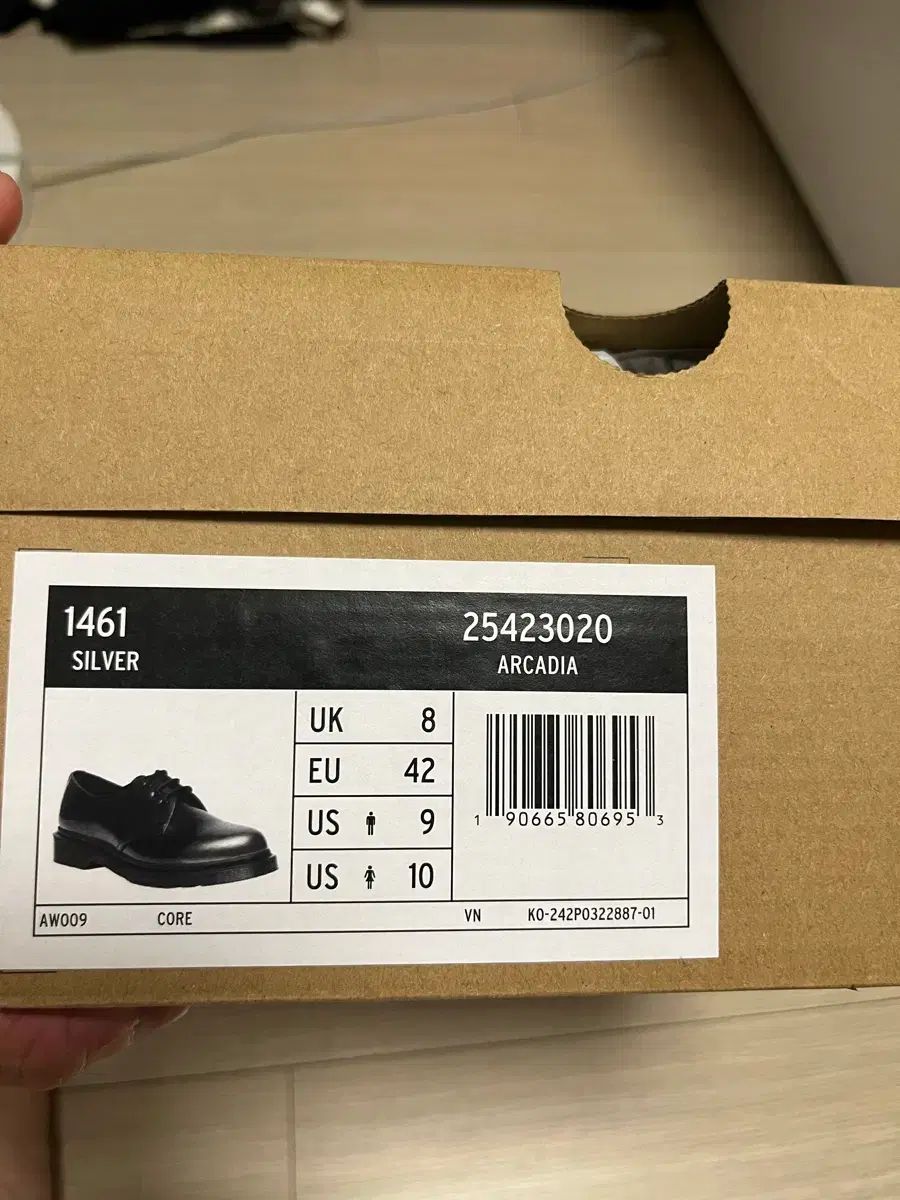 1461
SILVER
25423020
ARCADIA
UK 8
EU 42
US 9
US 10
1 90665 80695 3
AW009 CORE VN K0-242P0322887-01